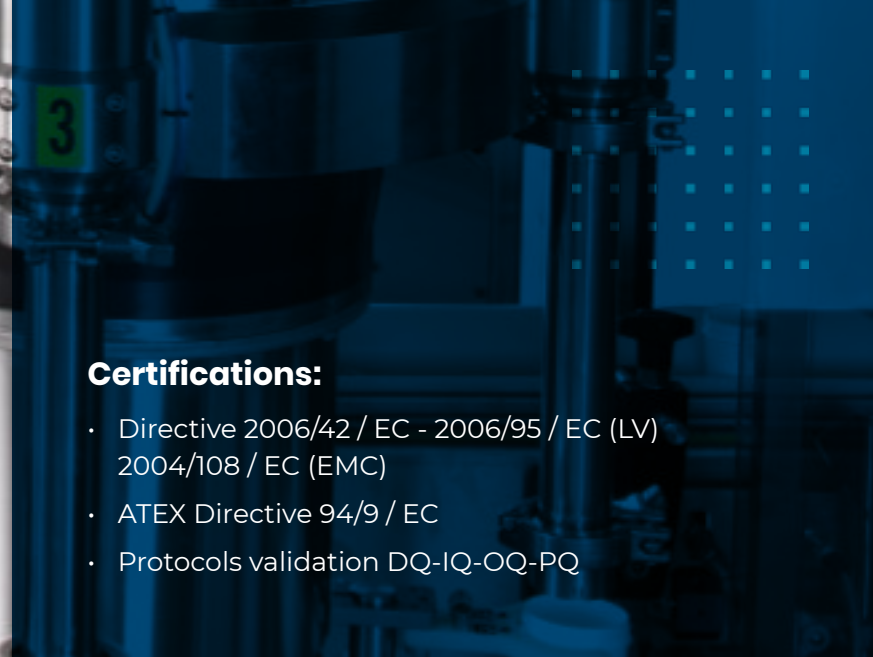 3
Certifications:
• Directive 2006/42 / EC - 2006/95 / EC (LV)
2004/108 / EC (EMC)
• ATEX Directive 94/9 / EC
• Protocols validation DQ-IQ-OQ-PQ